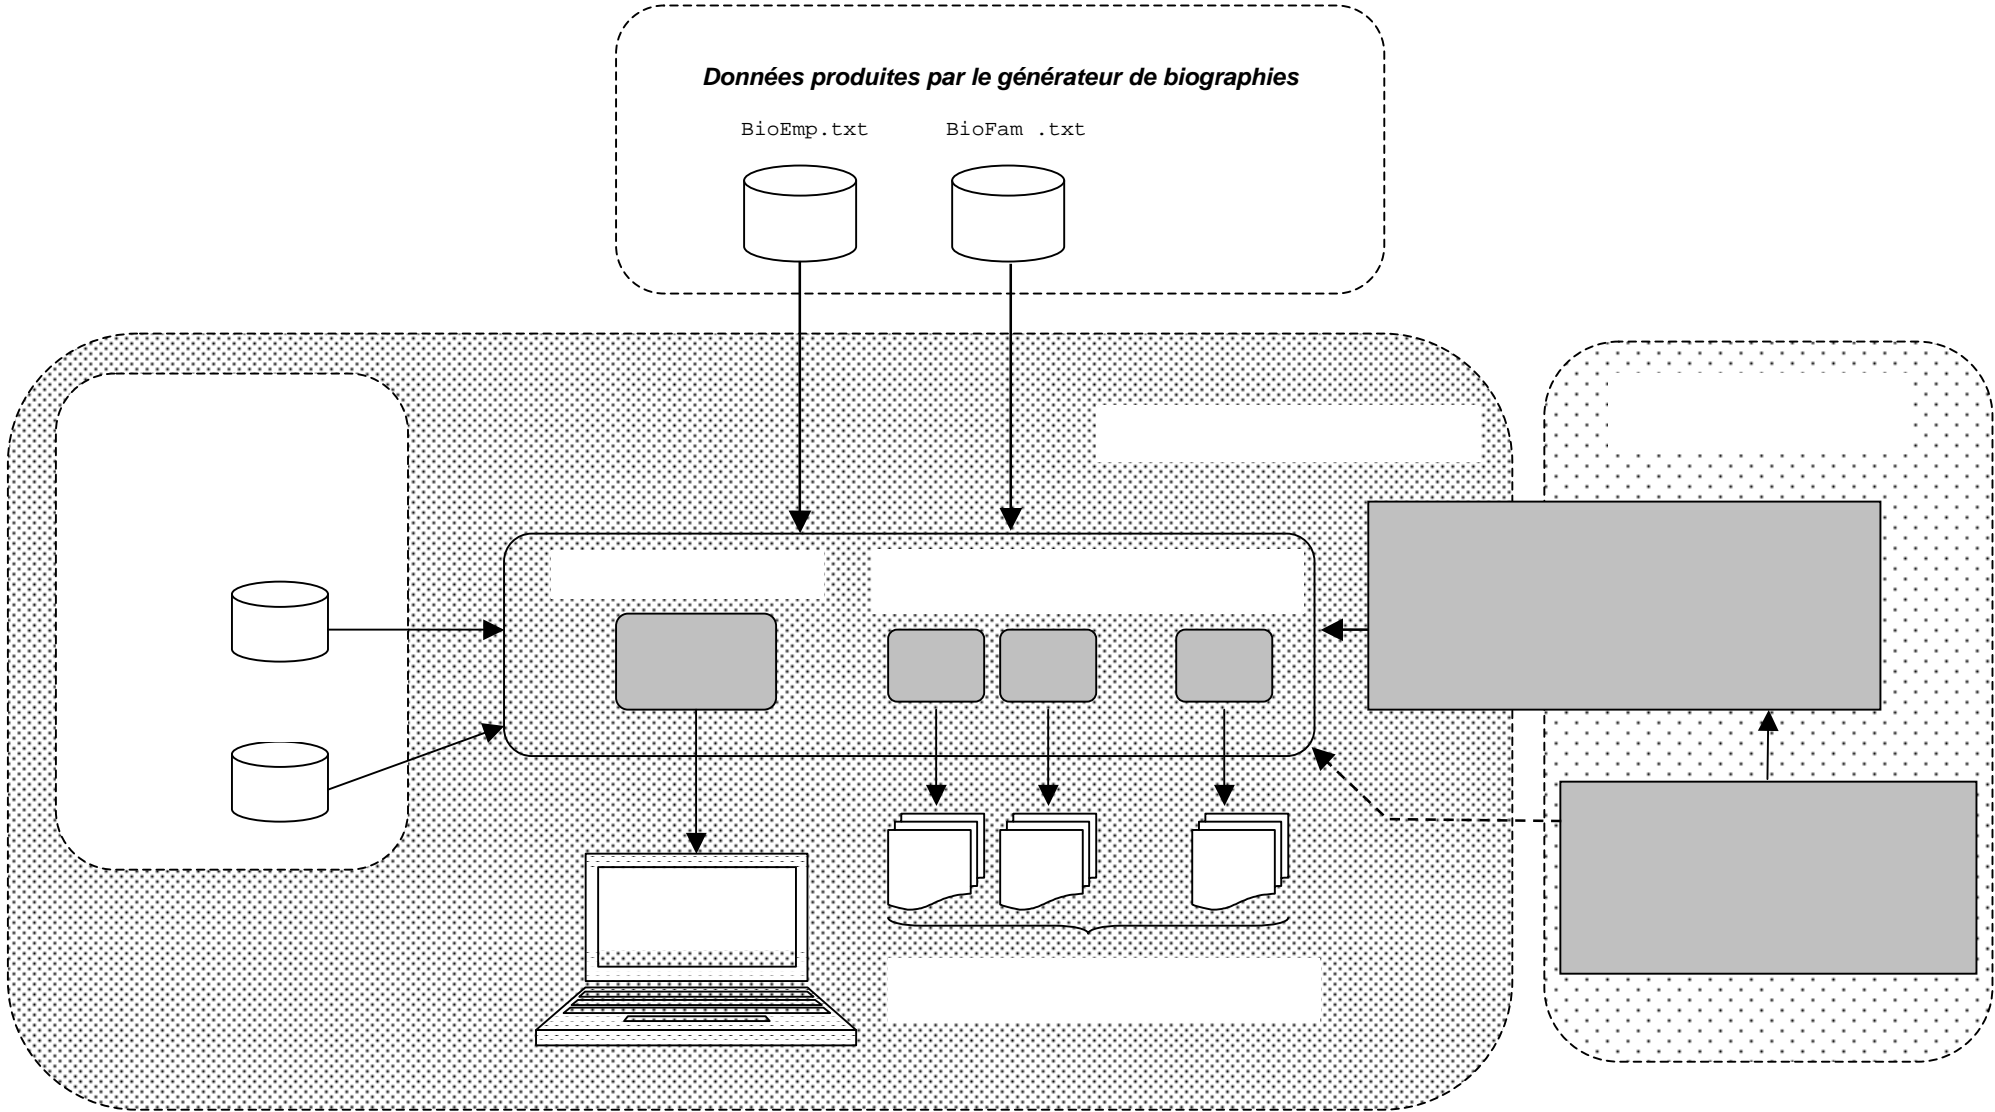 Données produites par le générateur de biographies
BioEmp.txt BioFam .txt